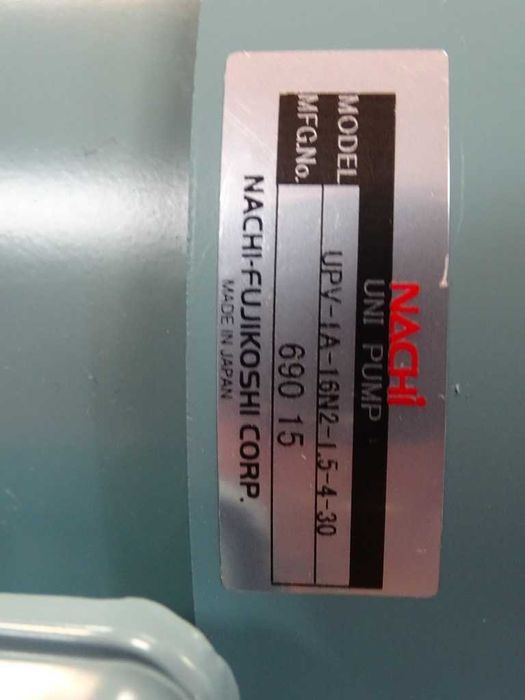 NACHi
UNI PUMP
MODEL UPV-1A-16N2-1.5-4-30
MFG.No. 690 15
NACHI-FUJIKOSHI CORP.
MADE IN JAPAN